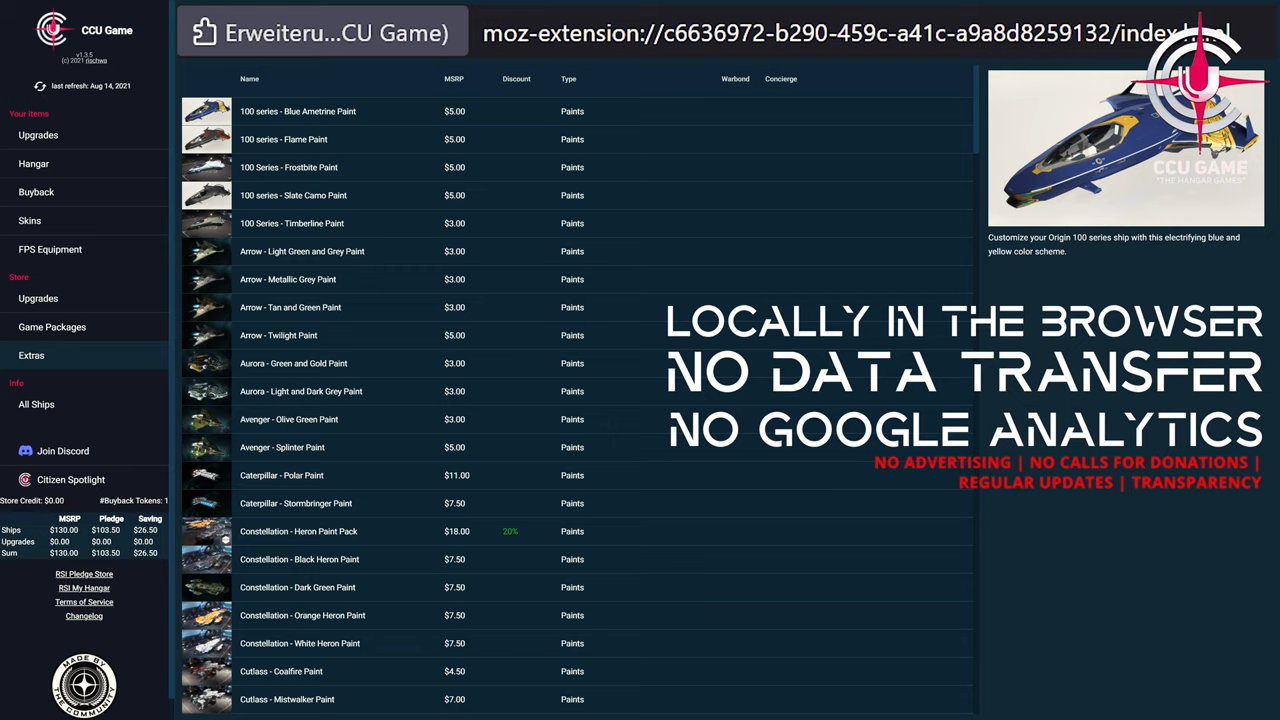 CCU Game
v1.3.5
(c) 2021 rischwa
last refresh: Aug 14, 2021
Your Items
Upgrades
Hangar
Buyback
Skins
FPS Equipment
Store
Upgrades
Game Packages
Extras
Info
All Ships
Join Discord
Citizen Spotlight
Store Credit: $0.00 #Buyback Tokens: 1
MSRP Pledge Saving
Ships $130.00 $103.50 $26.50
Upgrades $0.00 $0.00 $0.00
Sum $130.00 $103.50 $26.50
RSI Pledge Store
RSI My Hangar
Terms of Service
Changelog
MADE BY
THE COMMUNITY
Erweiteru...CU Game) moz-extension://c6636972-b290-459c-a41c-a9a8d8259132/index.html
Name MSRP Discount Type Warbond Concierge
100 series - Blue Ametrine Paint $5.00 Paints
100 series - Flame Paint $5.00 Paints
100 Series - Frostbite Paint $5.00 Paints
100 series - Slate Camo Paint $5.00 Paints
100 Series - Timberline Paint $3.00 Paints
Arrow - Light Green and Grey Paint $3.00 Paints
Arrow - Metallic Grey Paint $3.00 Paints
Arrow - Tan and Green Paint $3.00 Paints
Arrow - Twilight Paint $5.00 Paints
Aurora - Green and Gold Paint $3.00 Paints
Aurora - Light and Dark Grey Paint $3.00 Paints
Avenger - Olive Green Paint $3.00 Paints
Avenger - Splinter Paint $5.00 Paints
Caterpillar - Polar Paint $11.00 Paints
Caterpillar - Stormbringer Paint $7.50 Paints
Constellation - Heron Paint Pack $18.00 20% Paints
Constellation - Black Heron Paint $7.50 Paints
Constellation - Dark Green Paint $7.50 Paints
Constellation - Orange Heron Paint $7.50 Paints
Constellation - White Heron Paint $7.50 Paints
Cutlass - Coalfire Paint $4.50 Paints
Cutlass - Mistwalker Paint $7.00 Paints
CCU GAME
"THE HANGAR GAMES"
Customize your Origin 100 series ship with this electrifying blue and
yellow color scheme.
LOCALLY IN THE BROWSER
NO DATA TRANSFER
NO GOOGLE ANALYTICS
NO ADVERTISING | NO CALLS FOR DONATIONS |
REGULAR UPDATES | TRANSPARENCY